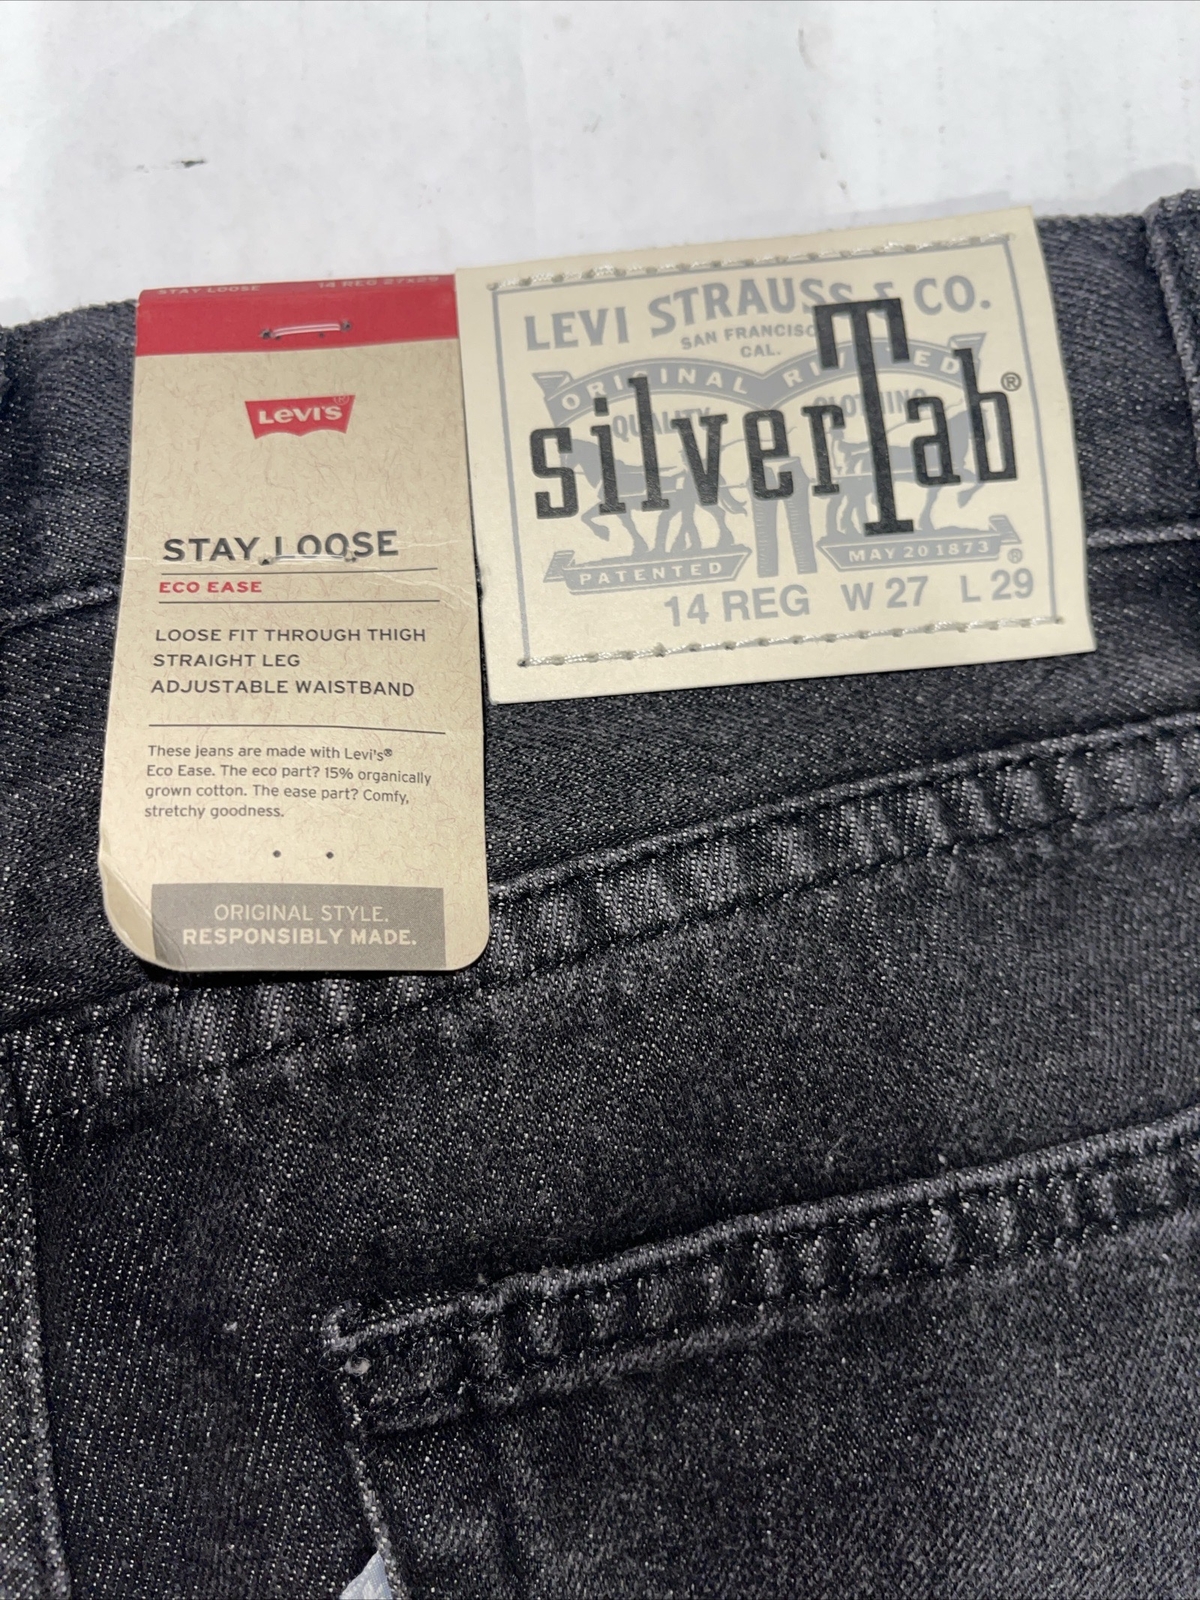 STAY LOOSE 14 REG 27X29
LEVI'S®
STAY LOOSE
ECO EASE
LOOSE FIT THROUGH THIGH
STRAIGHT LEG
ADJUSTABLE WAISTBAND
These jeans are made with Levi's®
Eco Ease. The eco part? 15% organically
grown cotton. The ease part? Comfy,
stretchy goodness.
ORIGINAL STYLE.
RESPONSIBLY MADE.
LEVI STRAUSS & CO.
SAN FRANCISCO
CAL.
ORIGINAL RIVETED
QUALITY CLOTHING
silverTab®
PATENTED MAY 20 1873 ®
14 REG W 27 L 29